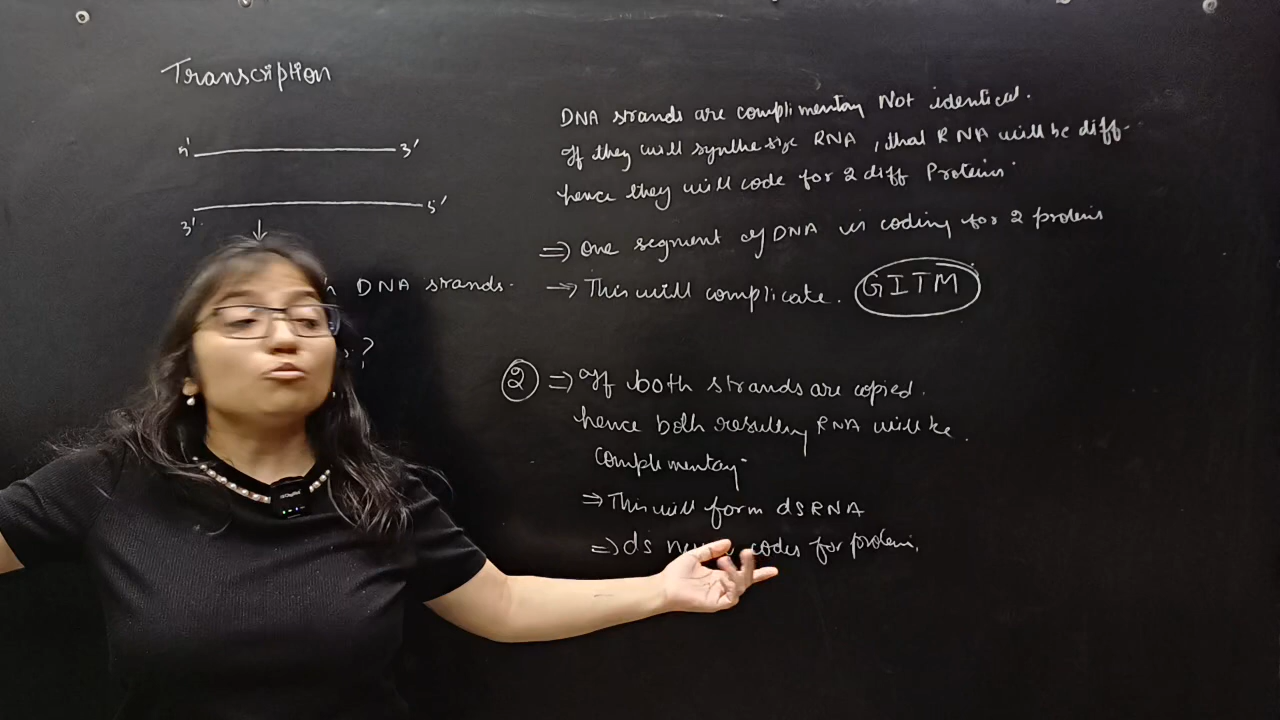 Transcription
5' 3'
3' 5'
DNA strands.
?
DNA strands are complimentary Not identical.
If they will synthesize RNA, that RNA will be diff.
hence they will code for 2 diff Proteins.
⇒ One segment of DNA is coding for 2 proteins
⇒ This will complicate. GITM
2 ⇒ If both strands are copied.
hence both resulting RNA will be
complimentary.
⇒ This will form dsRNA
⇒ ds codes for protein.